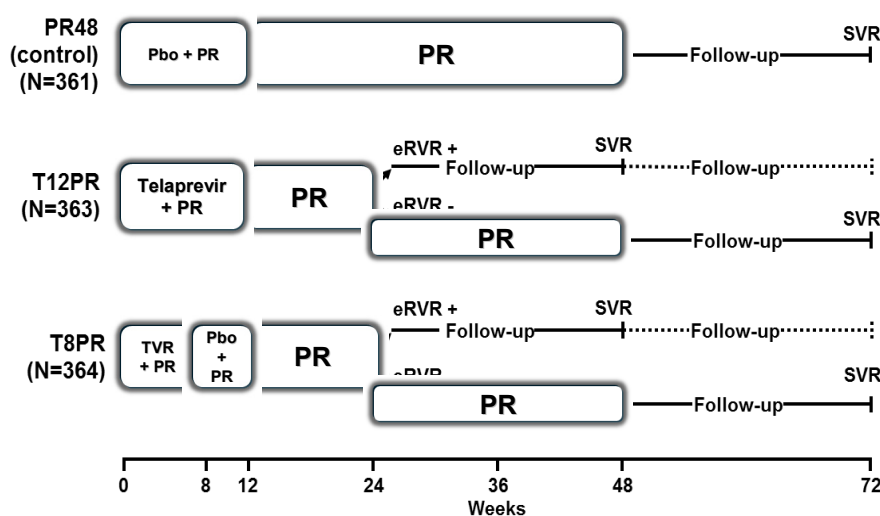 PR48
(control)
(N=361)
Pbo + PR
PR
Follow-up
SVR
T12PR
(N=363)
Telaprevir
+ PR
PR
eRVR +
Follow-up
SVR
Follow-up
eRVR -
PR
Follow-up
SVR
T8PR
(N=364)
TVR
+ PR
Pbo
+
PR
PR
eRVR +
Follow-up
SVR
Follow-up
eRVR
PR
Follow-up
SVR
0 8 12 24 36 48 72
Weeks